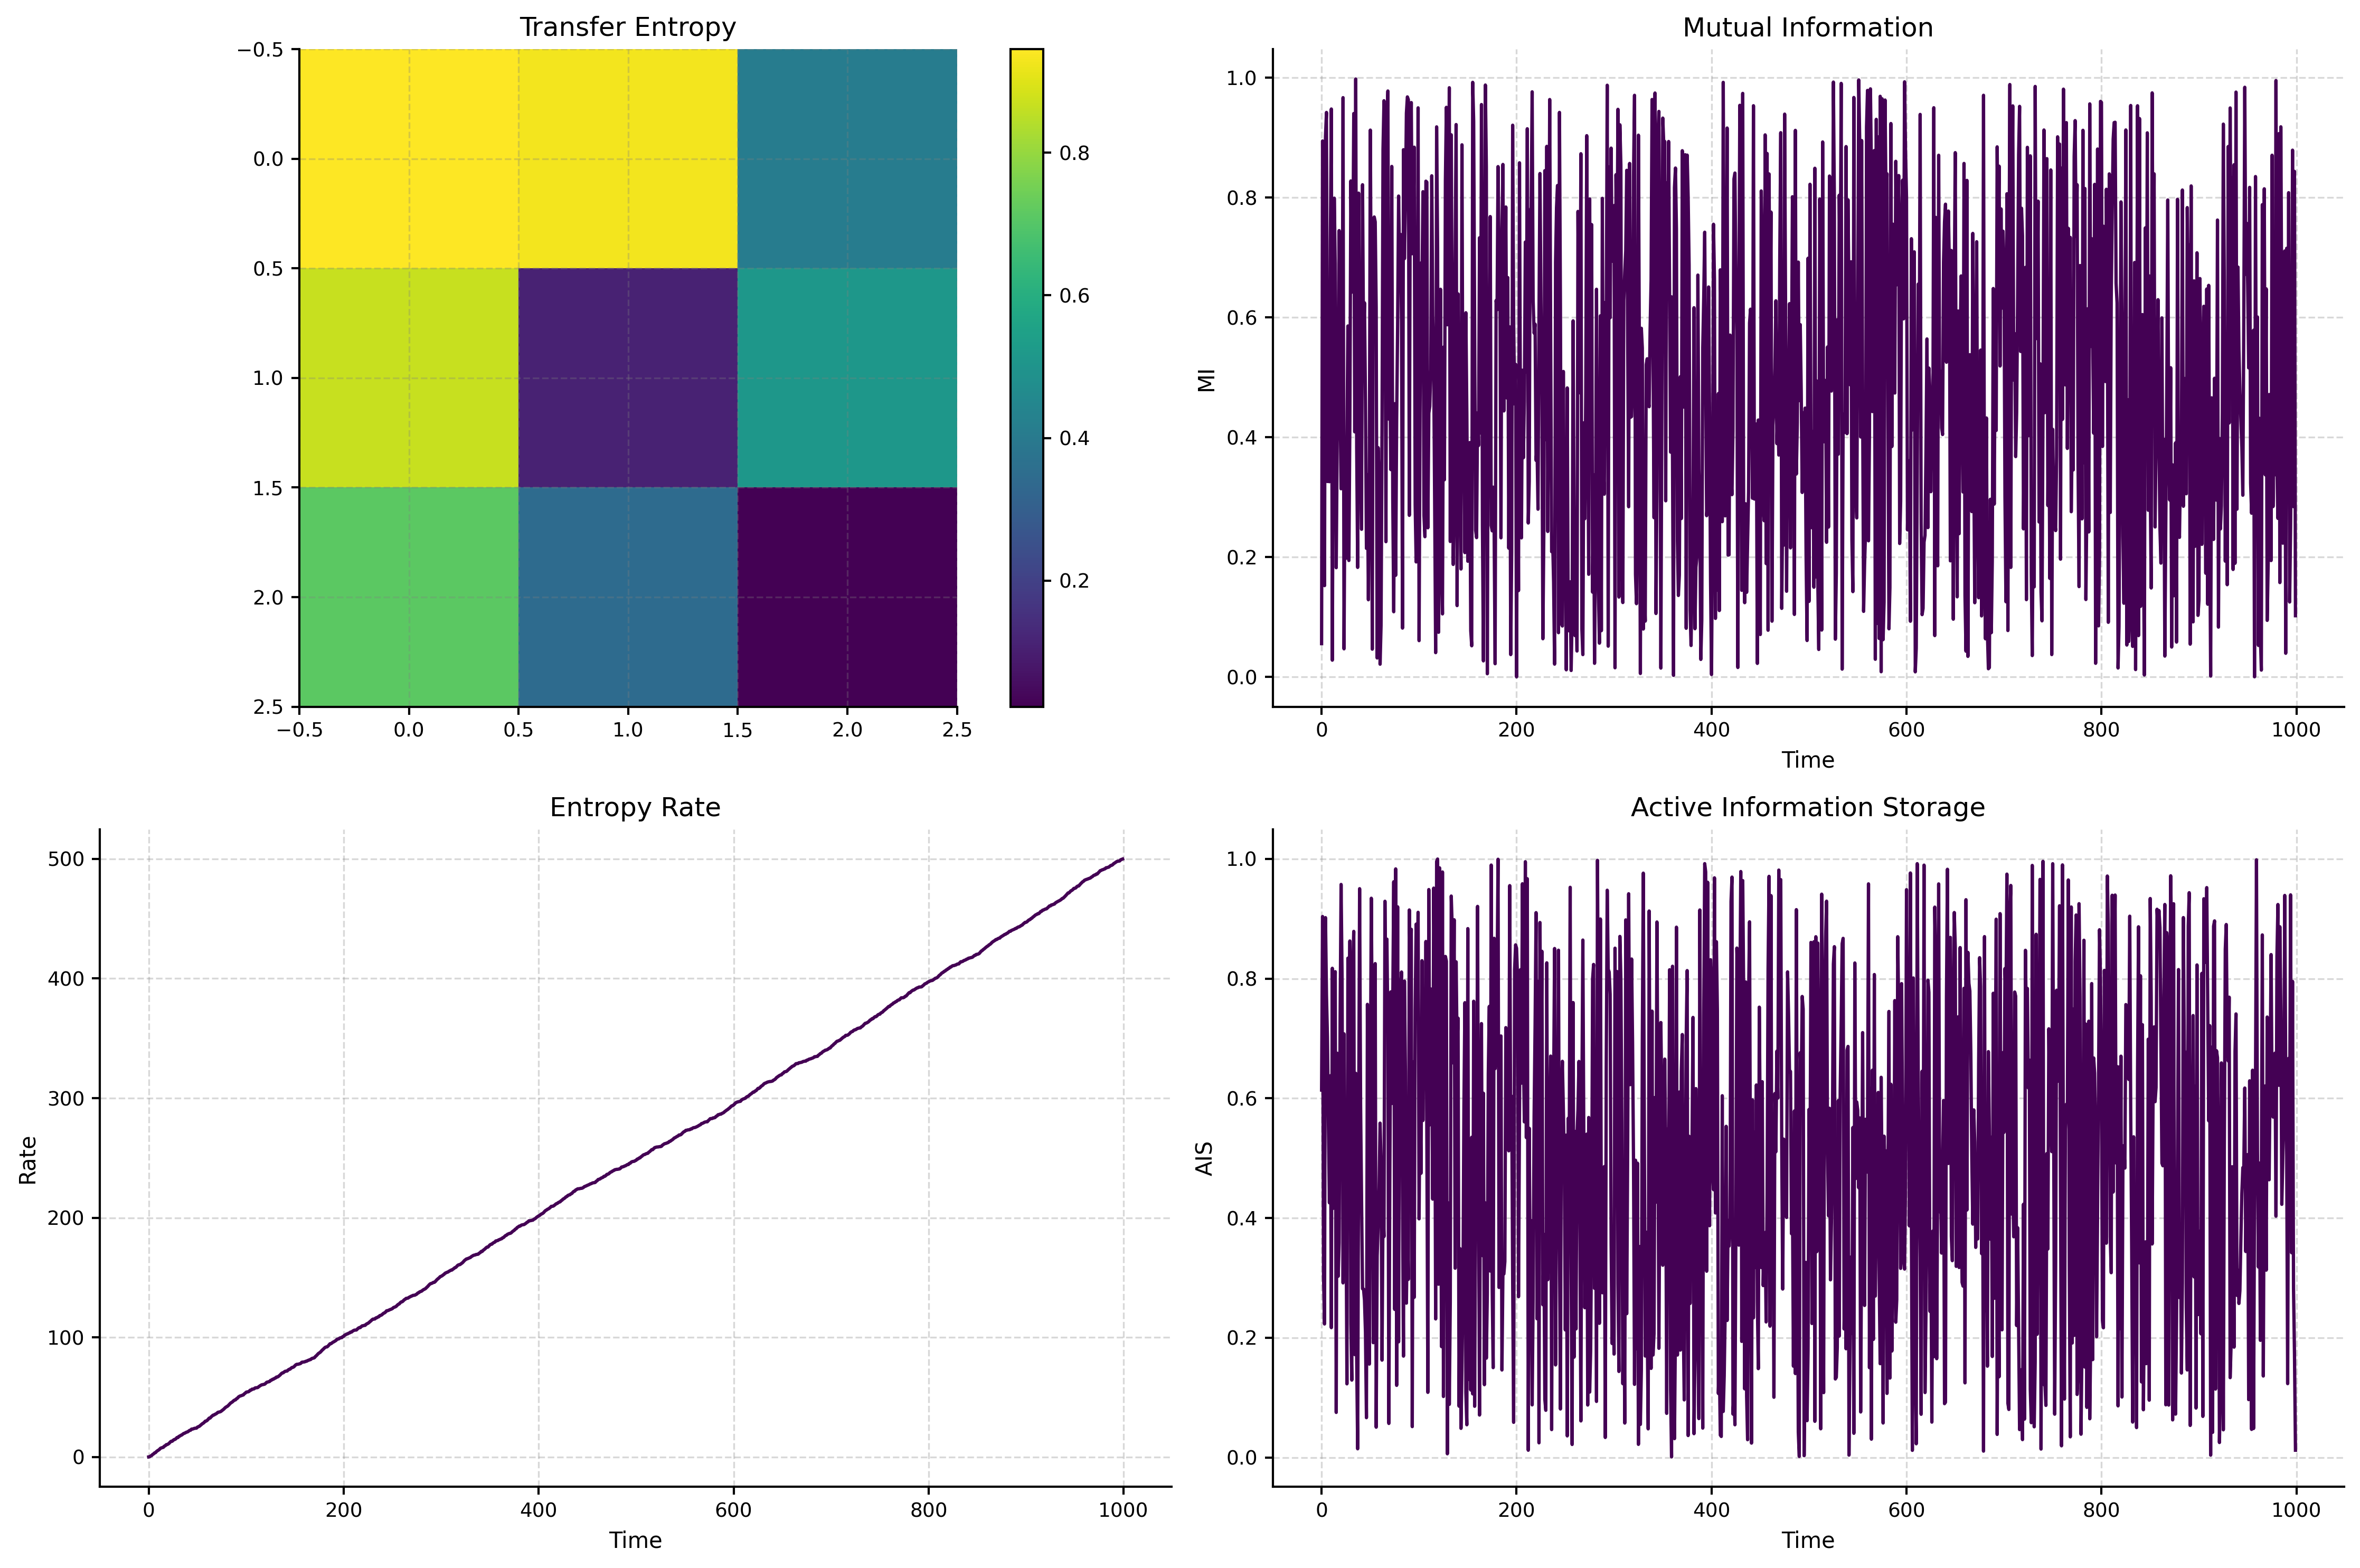 Transfer Entropy
−0.5
0.0
0.5
1.0
1.5
2.0
2.5
−0.5 0.0 0.5 1.0 1.5 2.0 2.5
0.8
0.6
0.4
0.2
Mutual Information
MI
1.0
0.8
0.6
0.4
0.2
0.0
0 200 400 600 800 1000
Time
Entropy Rate
Rate
500
400
300
200
100
0
0 200 400 600 800 1000
Time
Active Information Storage
AIS
1.0
0.8
0.6
0.4
0.2
0.0
0 200 400 600 800 1000
Time